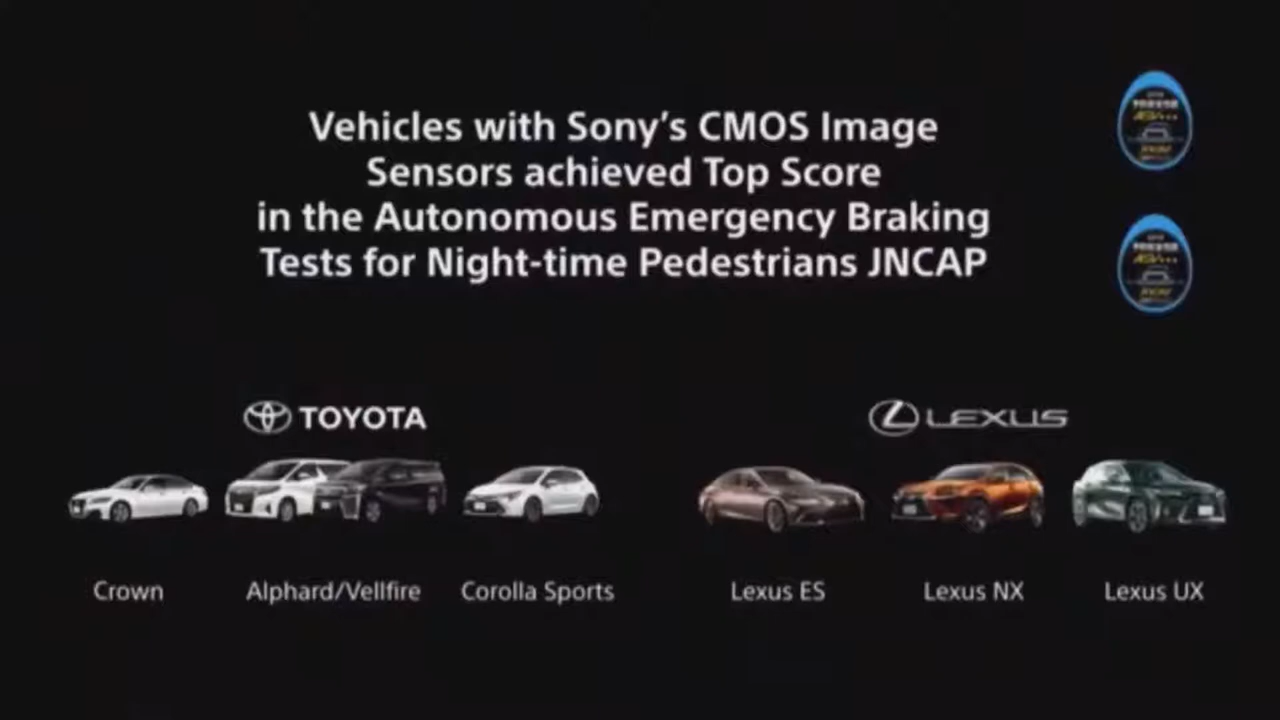 Vehicles with Sony's CMOS Image
Sensors achieved Top Score
in the Autonomous Emergency Braking
Tests for Night-time Pedestrians JNCAP
TOYOTA
LEXUS
Crown
Alphard/Vellfire
Corolla Sports
Lexus ES
Lexus NX
Lexus UX